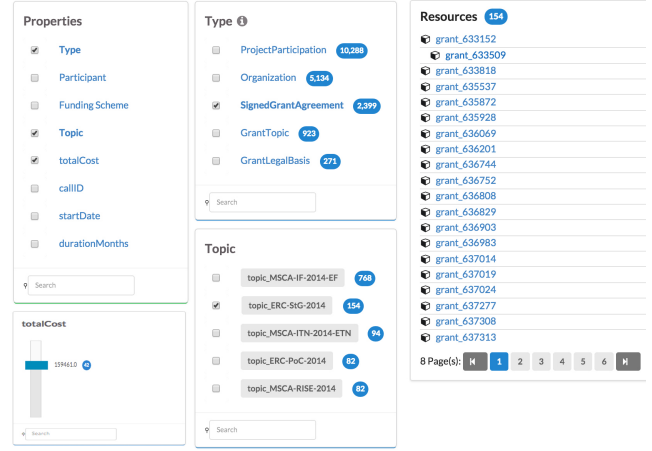 Properties
Type
Participant
Funding Scheme
Topic
totalCost
callID
startDate
durationMonths
Search
totalCost
159461.0 42
Search
Type
ProjectParticipation 10,288
Organization 5,134
SignedGrantAgreement 2,399
GrantTopic 923
GrantLegalBasis 271
Search
Topic
topic_MSCA-IF-2014-EF 768
topic_ERC-StG-2014 154
topic_MSCA-ITN-2014-ETN 94
topic_ERC-PoC-2014 82
topic_MSCA-RISE-2014 82
Search
Resources 154
grant_633152
grant_633509
grant_633818
grant_635537
grant_635872
grant_635928
grant_636069
grant_636201
grant_636744
grant_636752
grant_636808
grant_636829
grant_636903
grant_636983
grant_637014
grant_637019
grant_637024
grant_637277
grant_637308
grant_637313
8 Page(s): 1 2 3 4 5 6